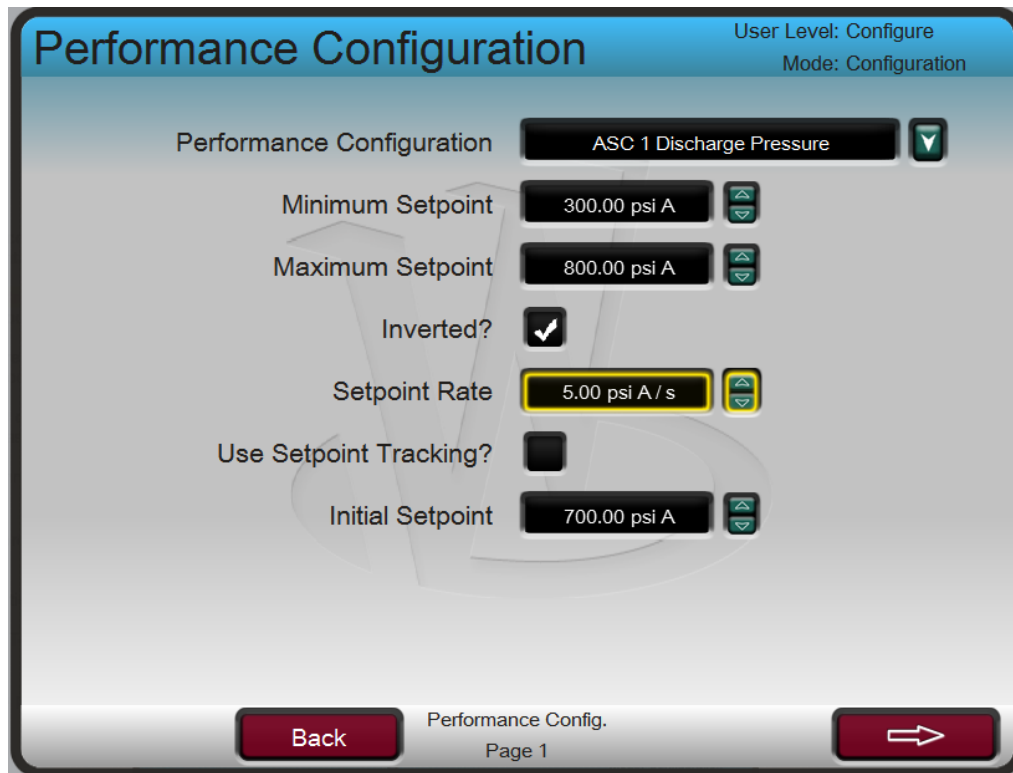 Performance Configuration
User Level: Configure
Mode: Configuration
Performance Configuration ASC 1 Discharge Pressure
Minimum Setpoint 300.00 psi A
Maximum Setpoint 800.00 psi A
Inverted?
Setpoint Rate 5.00 psi A / s
Use Setpoint Tracking?
Initial Setpoint 700.00 psi A
Back
Performance Config.
Page 1